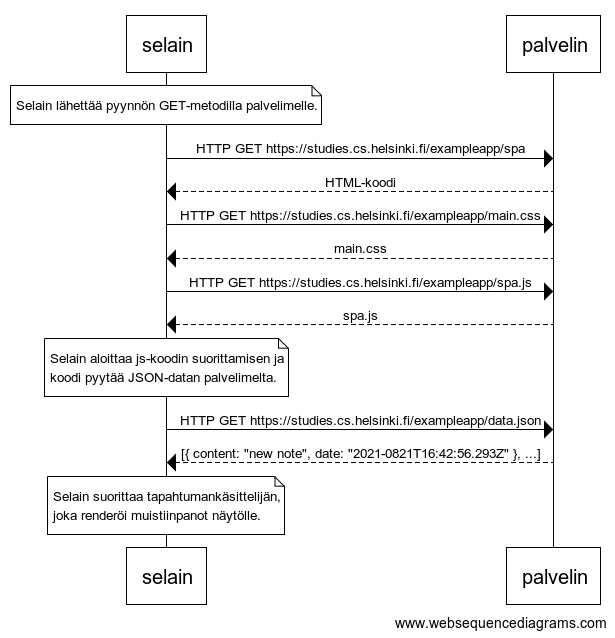 selain
palvelin
Selain lähettää pyynnön GET-metodilla palvelimelle.
HTTP GET https://studies.cs.helsinki.fi/exampleapp/spa
HTML-koodi
HTTP GET https://studies.cs.helsinki.fi/exampleapp/main.css
main.css
HTTP GET https://studies.cs.helsinki.fi/exampleapp/spa.js
spa.js
Selain aloittaa js-koodin suorittamisen ja
koodi pyytää JSON-datan palvelimelta.
HTTP GET https://studies.cs.helsinki.fi/exampleapp/data.json
[{ content: "new note", date: "2021-0821T16:42:56.293Z" }, ...]
Selain suorittaa tapahtumankäsittelijän,
joka renderöi muistiinpanot näytölle.
selain
palvelin
www.websequencediagrams.com